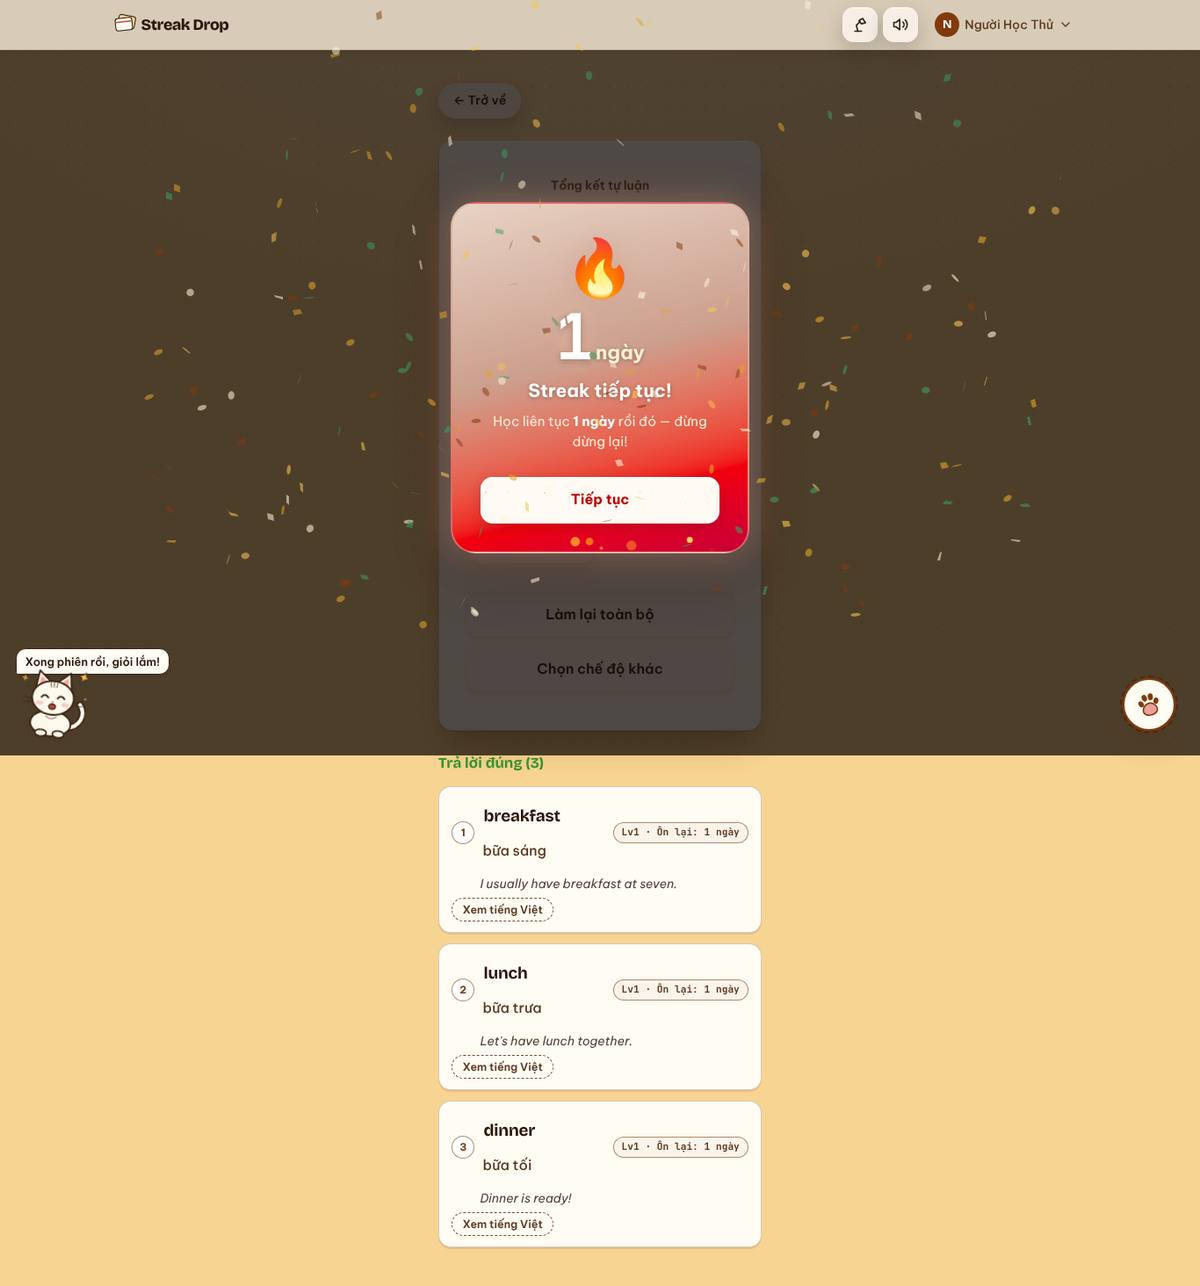 Streak Drop
N Người Học Thử
← Trở về
Tổng kết tự luận
1 ngày
Streak tiếp tục!
Học liên tục 1 ngày rồi đó — đừng
dừng lại!
Tiếp tục
Làm lại toàn bộ
Chọn chế độ khác
Xong phiên rồi, giỏi lắm!
Trả lời đúng (3)
1
breakfast
bữa sáng
Lv1 · Ôn lại: 1 ngày
I usually have breakfast at seven.
Xem tiếng Việt
2
lunch
bữa trưa
Lv1 · Ôn lại: 1 ngày
Let's have lunch together.
Xem tiếng Việt
3
dinner
bữa tối
Lv1 · Ôn lại: 1 ngày
Dinner is ready!
Xem tiếng Việt